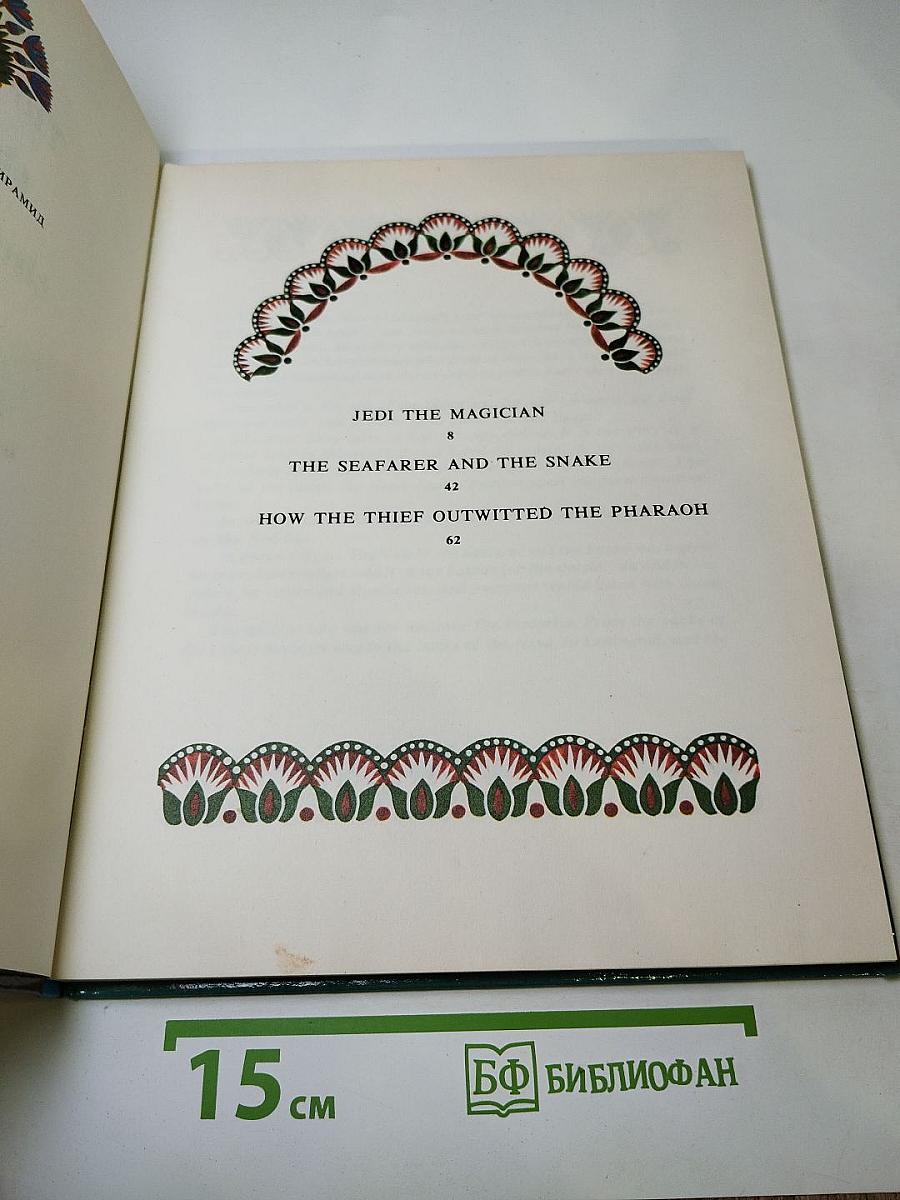 ИРАМИД
JEDI THE MAGICIAN
8
THE SEAFARER AND THE SNAKE
42
HOW THE THIEF OUTWITTED THE PHARAOH
62
15 см
БФ БИБЛИОФАН